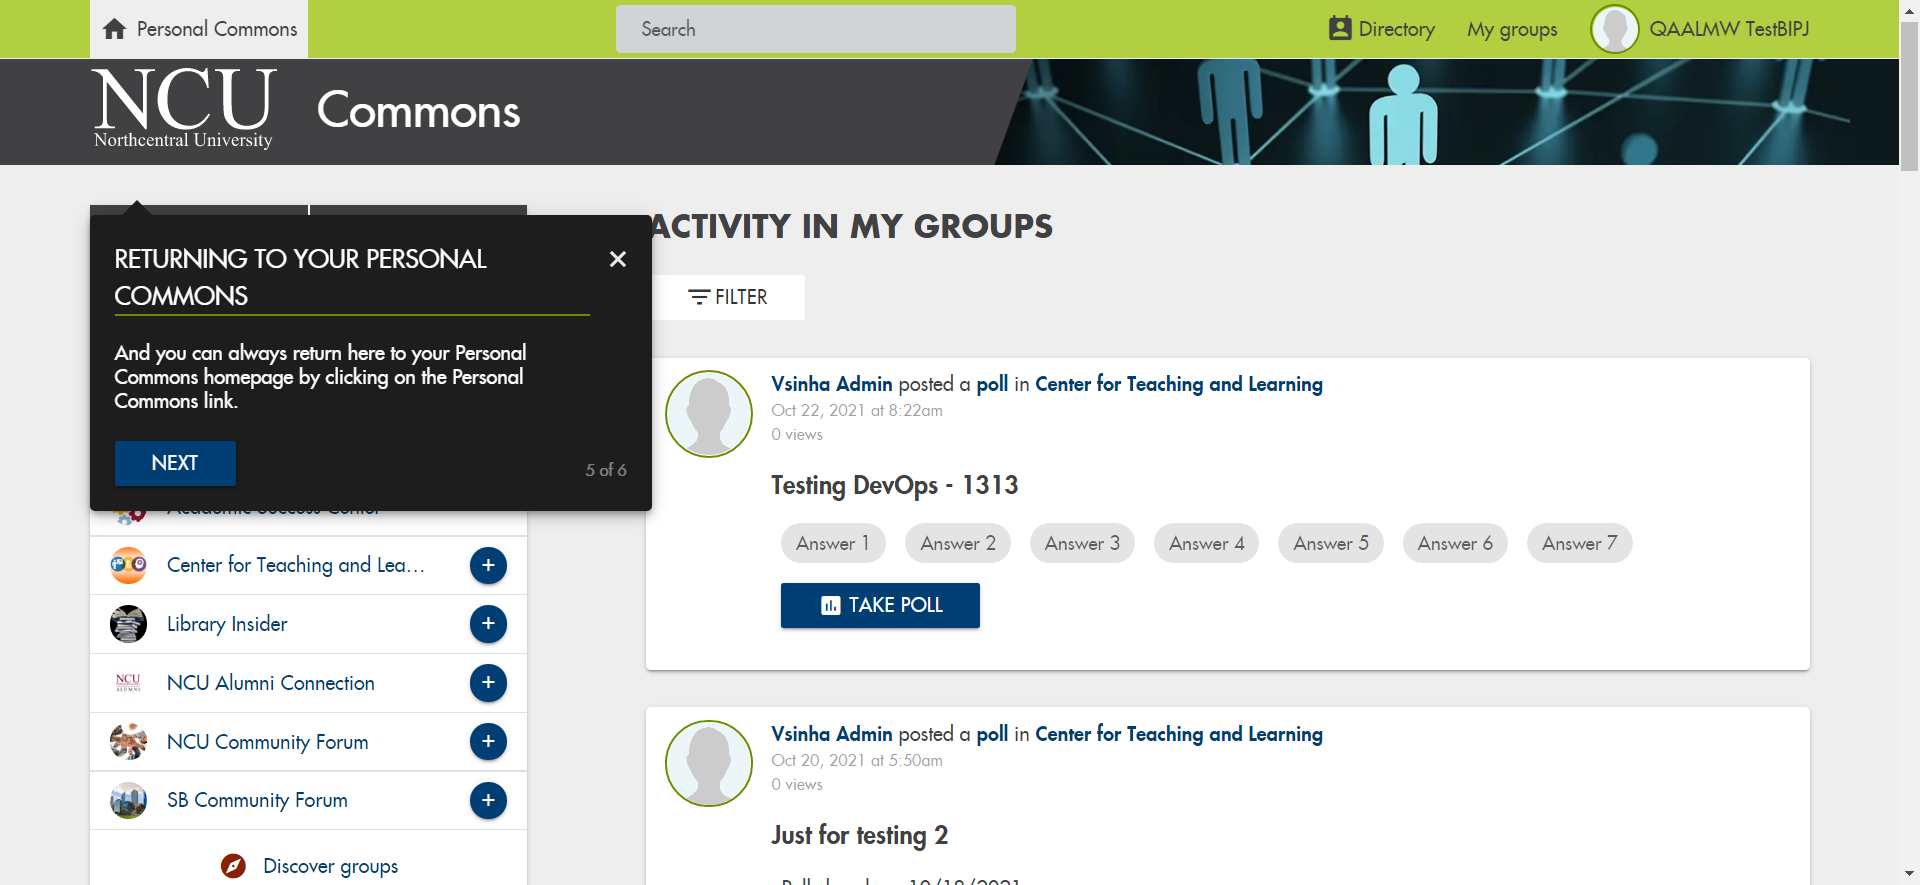 Personal Commons
Search
Directory
My groups
QAALMW TestBIPJ
NCU
Northcentral University
Commons
RETURNING TO YOUR PERSONAL
COMMONS
And you can always return here to your Personal
Commons homepage by clicking on the Personal
Commons link.
NEXT
5 of 6
Academic Success Center
Center for Teaching and Lea...
Library Insider
NCU ALUMNI
NCU Alumni Connection
NCU Community Forum
SB Community Forum
Discover groups
ACTIVITY IN MY GROUPS
FILTER
Vsinha Admin posted a poll in Center for Teaching and Learning
Oct 22, 2021 at 8:22am
0 views
Testing DevOps - 1313
Answer 1
Answer 2
Answer 3
Answer 4
Answer 5
Answer 6
Answer 7
TAKE POLL
Vsinha Admin posted a poll in Center for Teaching and Learning
Oct 20, 2021 at 5:50am
0 views
Just for testing 2